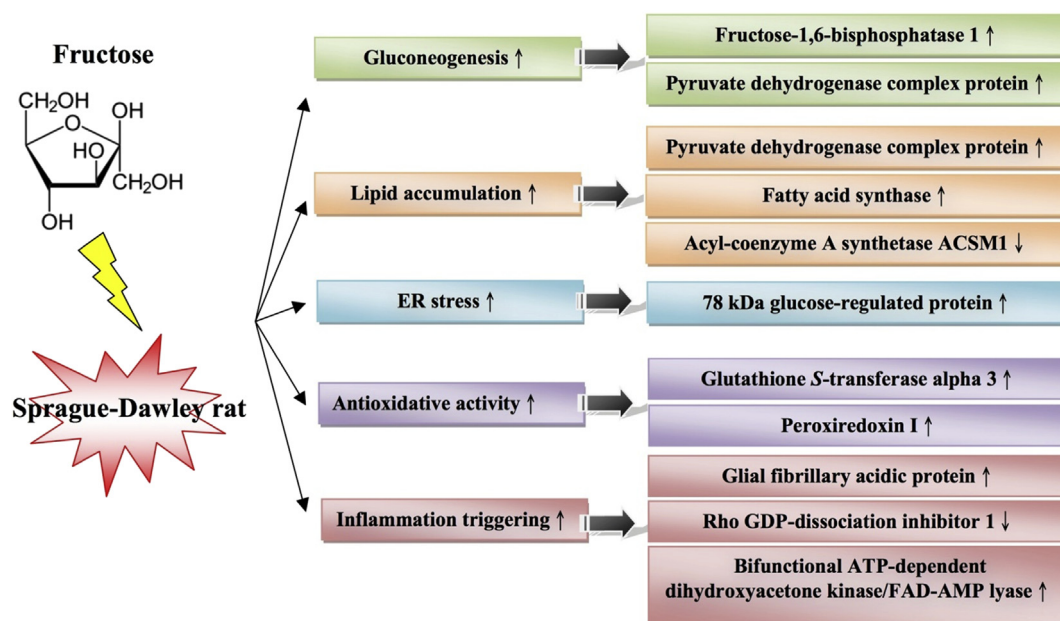 Fructose
CH₂OH
OH
O
HO
CH₂OH
OH
OH
Sprague-Dawley rat
Gluconeogenesis ↑
Fructose-1,6-bisphosphatase 1 ↑
Pyruvate dehydrogenase complex protein ↑
Lipid accumulation ↑
Pyruvate dehydrogenase complex protein ↑
Fatty acid synthase ↑
Acyl-coenzyme A synthetase ACSM1 ↓
ER stress ↑
78 kDa glucose-regulated protein ↑
Antioxidative activity ↑
Glutathione S-transferase alpha 3 ↑
Peroxiredoxin I ↑
Inflammation triggering ↑
Glial fibrillary acidic protein ↑
Rho GDP-dissociation inhibitor 1 ↓
Bifunctional ATP-dependent
dihydroxyacetone kinase/FAD-AMP lyase ↑